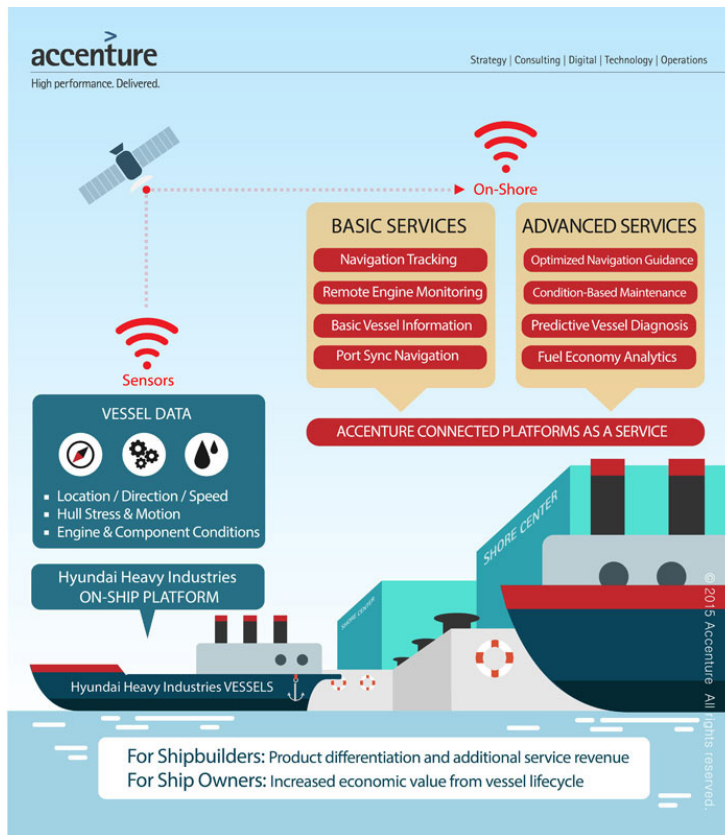 accenture
High performance. Delivered.
Strategy | Consulting | Digital | Technology | Operations
On-Shore
BASIC SERVICES
Navigation Tracking
Remote Engine Monitoring
Basic Vessel Information
Port Sync Navigation
ADVANCED SERVICES
Optimized Navigation Guidance
Condition-Based Maintenance
Predictive Vessel Diagnosis
Fuel Economy Analytics
Sensors
VESSEL DATA
▪ Location / Direction / Speed
▪ Hull Stress & Motion
▪ Engine & Component Conditions
ACCENTURE CONNECTED PLATFORMS AS A SERVICE
Hyundai Heavy Industries
ON-SHIP PLATFORM
SHORE CENTER
SHORE CENTER
Hyundai Heavy Industries VESSELS
© 2015 Accenture All rights reserved.
For Shipbuilders: Product differentiation and additional service revenue
For Ship Owners: Increased economic value from vessel lifecycle